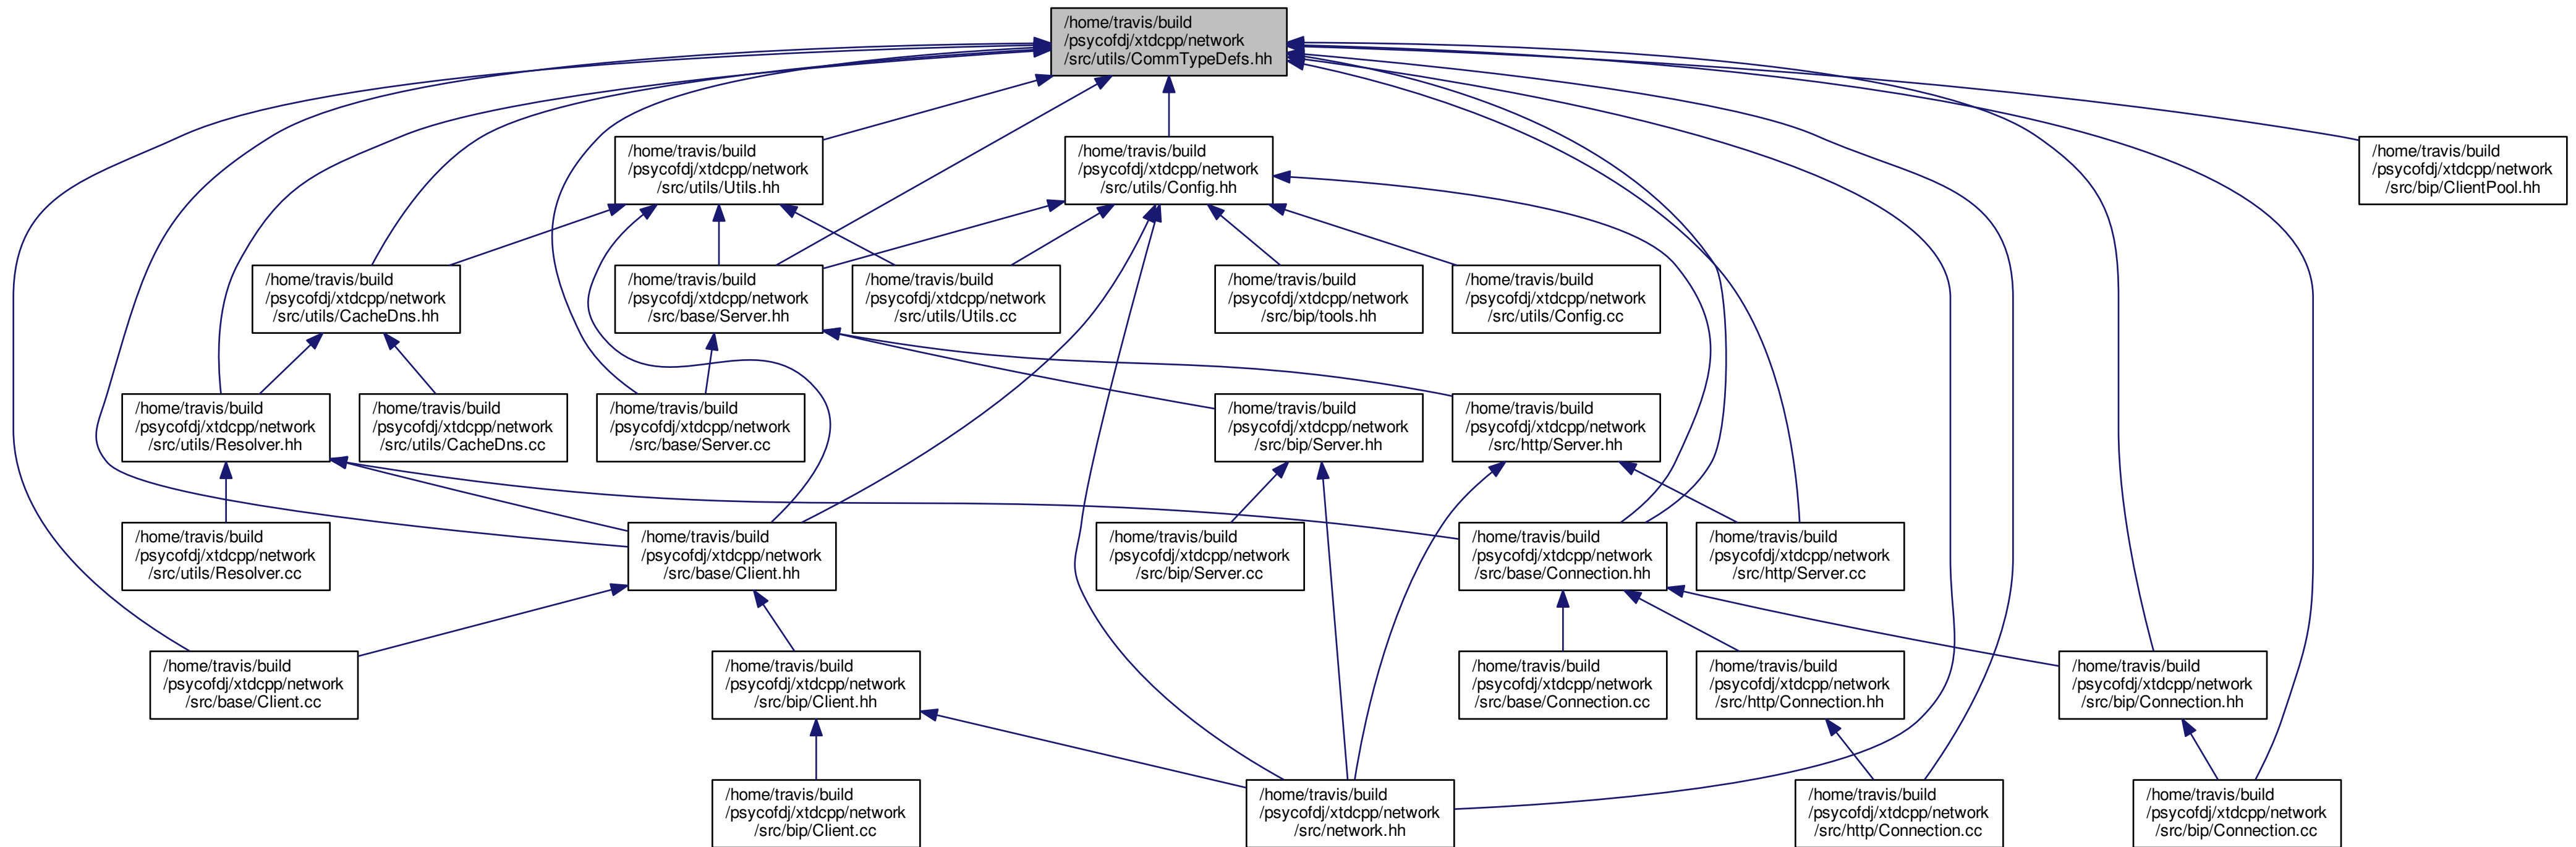 /home/travis/build
/psycofdj/xtdcpp/network
/src/utils/CommTypeDefs.hh
/home/travis/build
/psycofdj/xtdcpp/network
/src/utils/Utils.hh
/home/travis/build
/psycofdj/xtdcpp/network
/src/utils/Config.hh
/home/travis/build
/psycofdj/xtdcpp/network
/src/bip/ClientPool.hh
/home/travis/build
/psycofdj/xtdcpp/network
/src/utils/CacheDns.hh
/home/travis/build
/psycofdj/xtdcpp/network
/src/base/Server.hh
/home/travis/build
/psycofdj/xtdcpp/network
/src/utils/Utils.cc
/home/travis/build
/psycofdj/xtdcpp/network
/src/bip/tools.hh
/home/travis/build
/psycofdj/xtdcpp/network
/src/utils/Config.cc
/home/travis/build
/psycofdj/xtdcpp/network
/src/utils/Resolver.hh
/home/travis/build
/psycofdj/xtdcpp/network
/src/utils/CacheDns.cc
/home/travis/build
/psycofdj/xtdcpp/network
/src/base/Server.cc
/home/travis/build
/psycofdj/xtdcpp/network
/src/bip/Server.hh
/home/travis/build
/psycofdj/xtdcpp/network
/src/http/Server.hh
/home/travis/build
/psycofdj/xtdcpp/network
/src/utils/Resolver.cc
/home/travis/build
/psycofdj/xtdcpp/network
/src/base/Client.hh
/home/travis/build
/psycofdj/xtdcpp/network
/src/bip/Server.cc
/home/travis/build
/psycofdj/xtdcpp/network
/src/base/Connection.hh
/home/travis/build
/psycofdj/xtdcpp/network
/src/http/Server.cc
/home/travis/build
/psycofdj/xtdcpp/network
/src/base/Client.cc
/home/travis/build
/psycofdj/xtdcpp/network
/src/bip/Client.hh
/home/travis/build
/psycofdj/xtdcpp/network
/src/base/Connection.cc
/home/travis/build
/psycofdj/xtdcpp/network
/src/http/Connection.hh
/home/travis/build
/psycofdj/xtdcpp/network
/src/bip/Connection.hh
/home/travis/build
/psycofdj/xtdcpp/network
/src/bip/Client.cc
/home/travis/build
/psycofdj/xtdcpp/network
/src/network.hh
/home/travis/build
/psycofdj/xtdcpp/network
/src/http/Connection.cc
/home/travis/build
/psycofdj/xtdcpp/network
/src/bip/Connection.cc